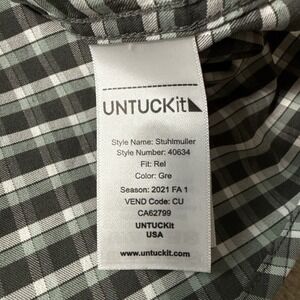 UNTUCKit
Style Name: Stuhlmuller
Style Number: 40634
Fit: Rel
Color: Gre
Season: 2021 FA 1
VEND Code: CU
CA62799
UNTUCKit
USA
www.untuckit.com